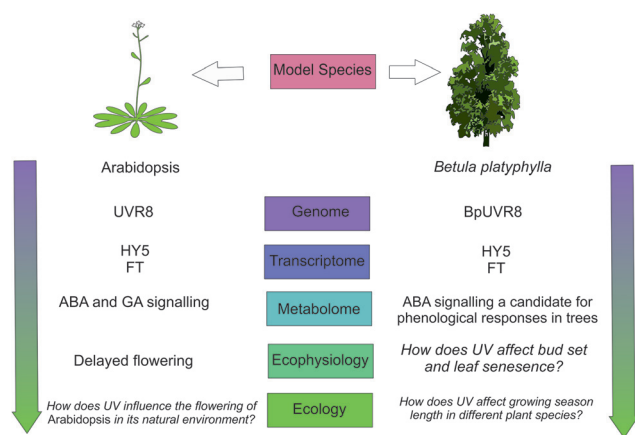 Model Species
Arabidopsis
Betula platyphylla
UVR8
Genome
BpUVR8
HY5
FT
Transcriptome
HY5
FT
ABA and GA signalling
Metabolome
ABA signalling a candidate for
phenological responses in trees
Delayed flowering
Ecophysiology
How does UV affect bud set
and leaf senesence?
How does UV influence the flowering of
Arabidopsis in its natural environment?
Ecology
How does UV affect growing season
length in different plant species?